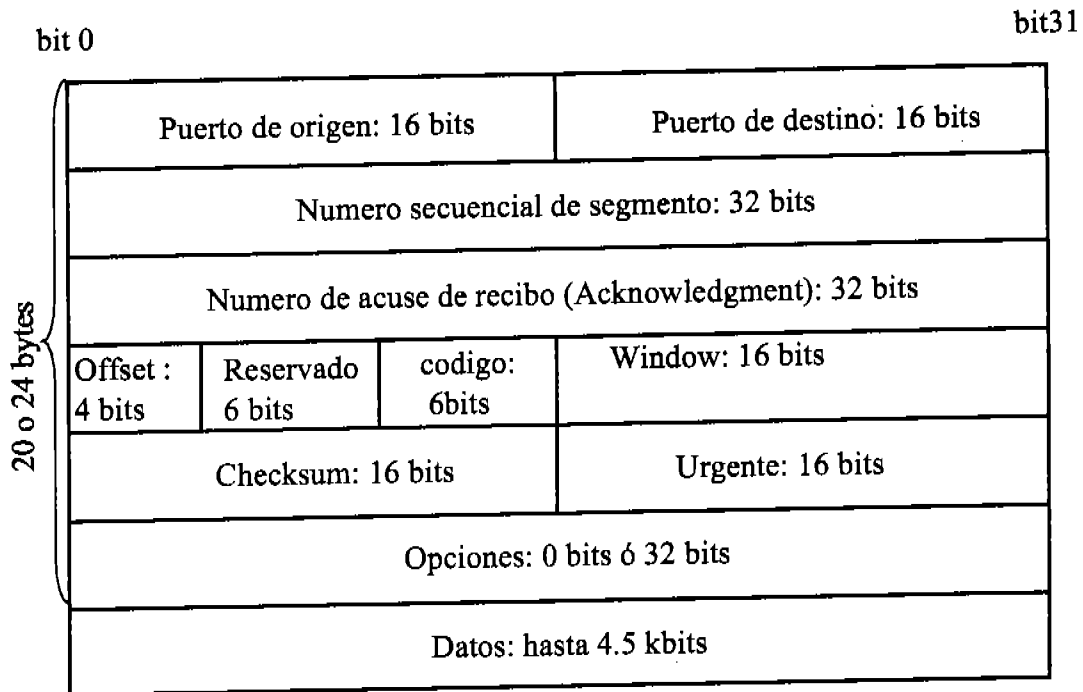 bit 0
bit31
Puerto de origen: 16 bits
Puerto de destino: 16 bits
Numero secuencial de segmento: 32 bits
Numero de acuse de recibo (Acknowledgment): 32 bits
Offset :
4 bits
Reservado
6 bits
codigo:
6bits
Window: 16 bits
Checksum: 16 bits
Urgente: 16 bits
Opciones: 0 bits ó 32 bits
20 o 24 bytes
Datos: hasta 4.5 kbits